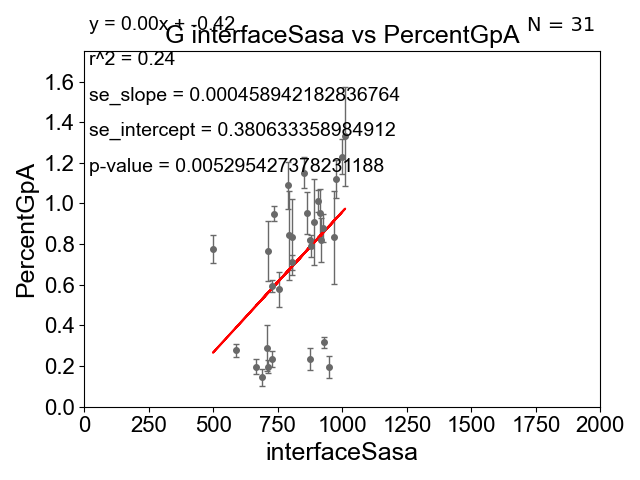 y = 0.00x + -0.42
N = 31
G interfaceSasa vs PercentGpA
r^2 = 0.24
se_slope = 0.000458942182836764
se_intercept = 0.380633358984912
p-value = 0.005295427378231188
PercentGpA
1.6
1.4
1.2
1.0
0.8
0.6
0.4
0.2
0.0
0 250 500 750 1000 1250 1500 1750 2000
interfaceSasa